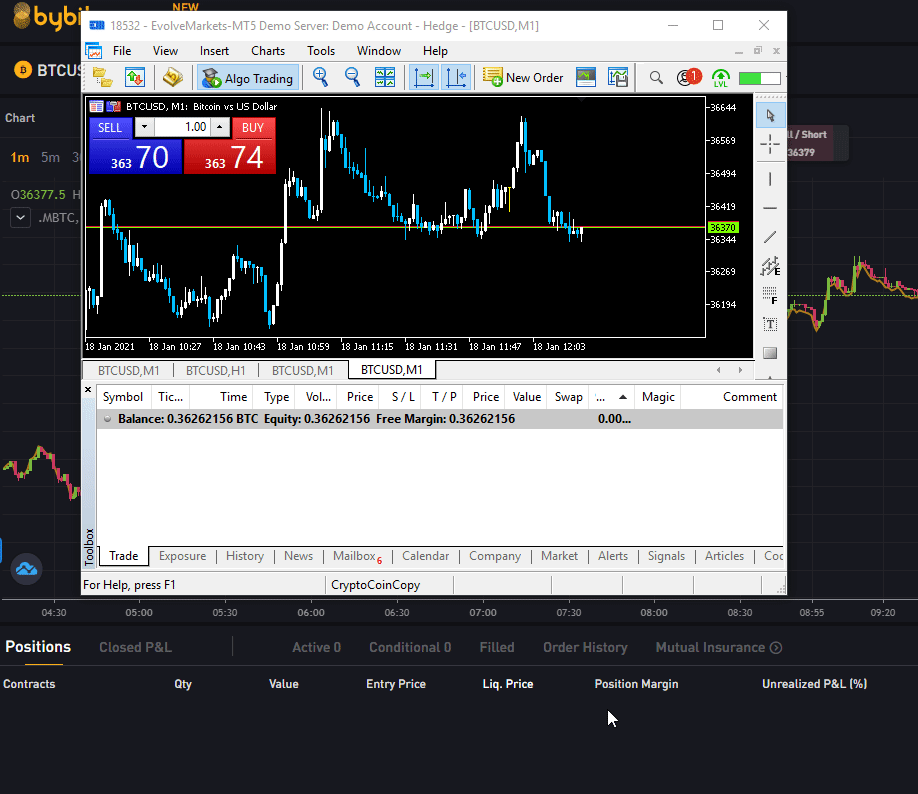 NEW
bybi
18532 - EvolveMarkets-MT5 Demo Server: Demo Account - Hedge - [BTCUSD,M1]
File View Insert Charts Tools Window Help
BTCUS
Algo Trading New Order 1 LVL
BTCUSD, M1: Bitcoin vs US Dollar
SELL 1.00 BUY
363 70 363 74
Chart
1m 5m 3
O36377.5 H
.MBTC,
ll / Short
36379
36644
36569
36494
36419
36370
36344
36269
36194
E
F
T
18 Jan 2021 18 Jan 10:27 18 Jan 10:43 18 Jan 10:59 18 Jan 11:15 18 Jan 11:31 18 Jan 11:47 18 Jan 12:03
BTCUSD,M1 BTCUSD,H1 BTCUSD,M1 BTCUSD,M1
Symbol Tic... Time Type Vol... Price S / L T / P Price Value Swap ... Magic Comment
Balance: 0.36262156 BTC Equity: 0.36262156 Free Margin: 0.36262156 0.00...
Toolbox
Trade Exposure History News Mailbox 6 Calendar Company Market Alerts Signals Articles Coc
For Help, press F1 CryptoCoinCopy
04:30 05:00 05:30 06:00 06:30 07:00 07:30 08:00 08:30 08:55 09:20
Positions Closed P&L Active 0 Conditional 0 Filled Order History Mutual Insurance
Contracts Qty Value Entry Price Liq. Price Position Margin Unrealized P&L (%)